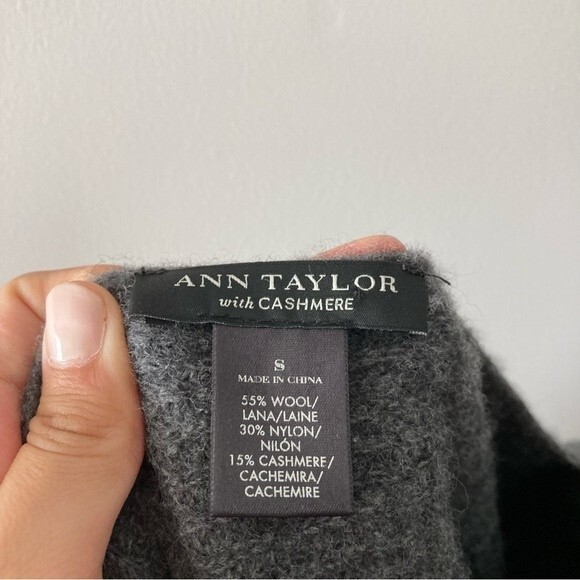 ANN TAYLOR
with CASHMERE
S
MADE IN CHINA
55% WOOL/
LANA/LAINE
30% NYLON/
NILÓN
15% CASHMERE/
CACHEMIRA/
CACHEMIRE